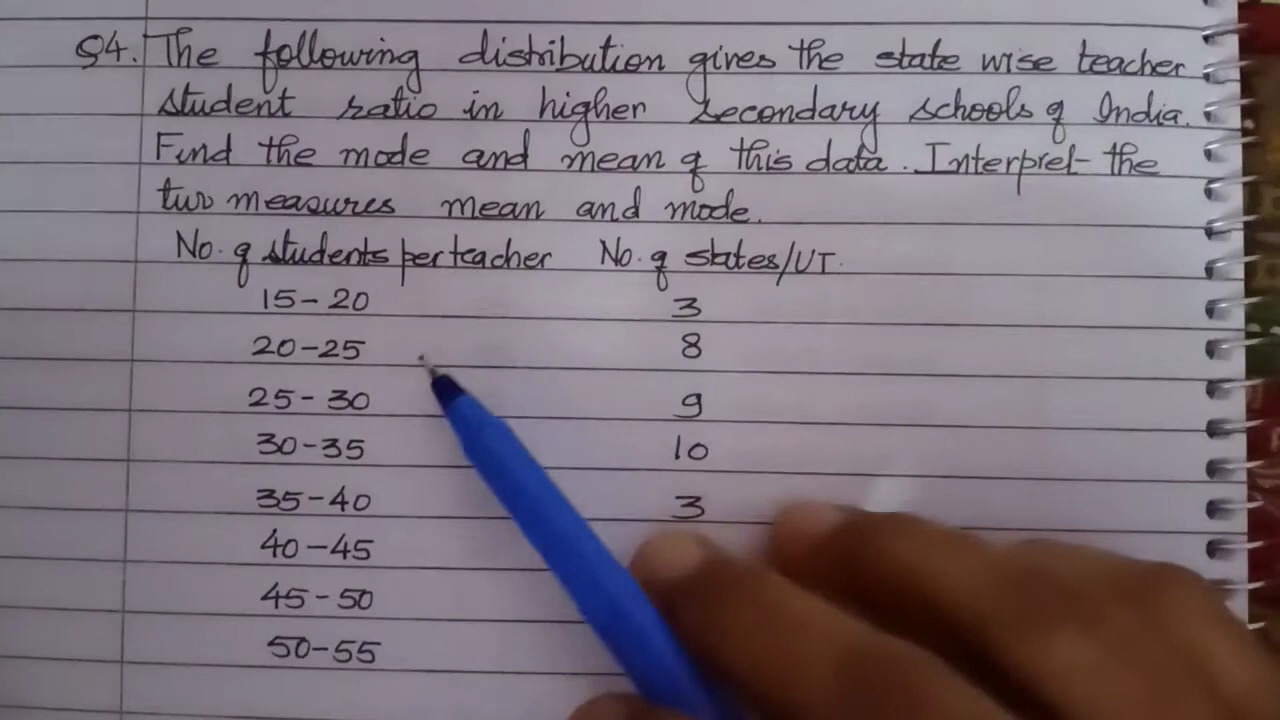 Q4. The following distribution gives the state wise teacher
student ratio in higher secondary schools of India.
Find the mode and mean of this data. Interpret the
two measures mean and mode.
No. of students per teacher No. of states/UT.
15-20 3
20-25 8
25-30 9
30-35 10
35-40 3
40-45
45-50
50-55